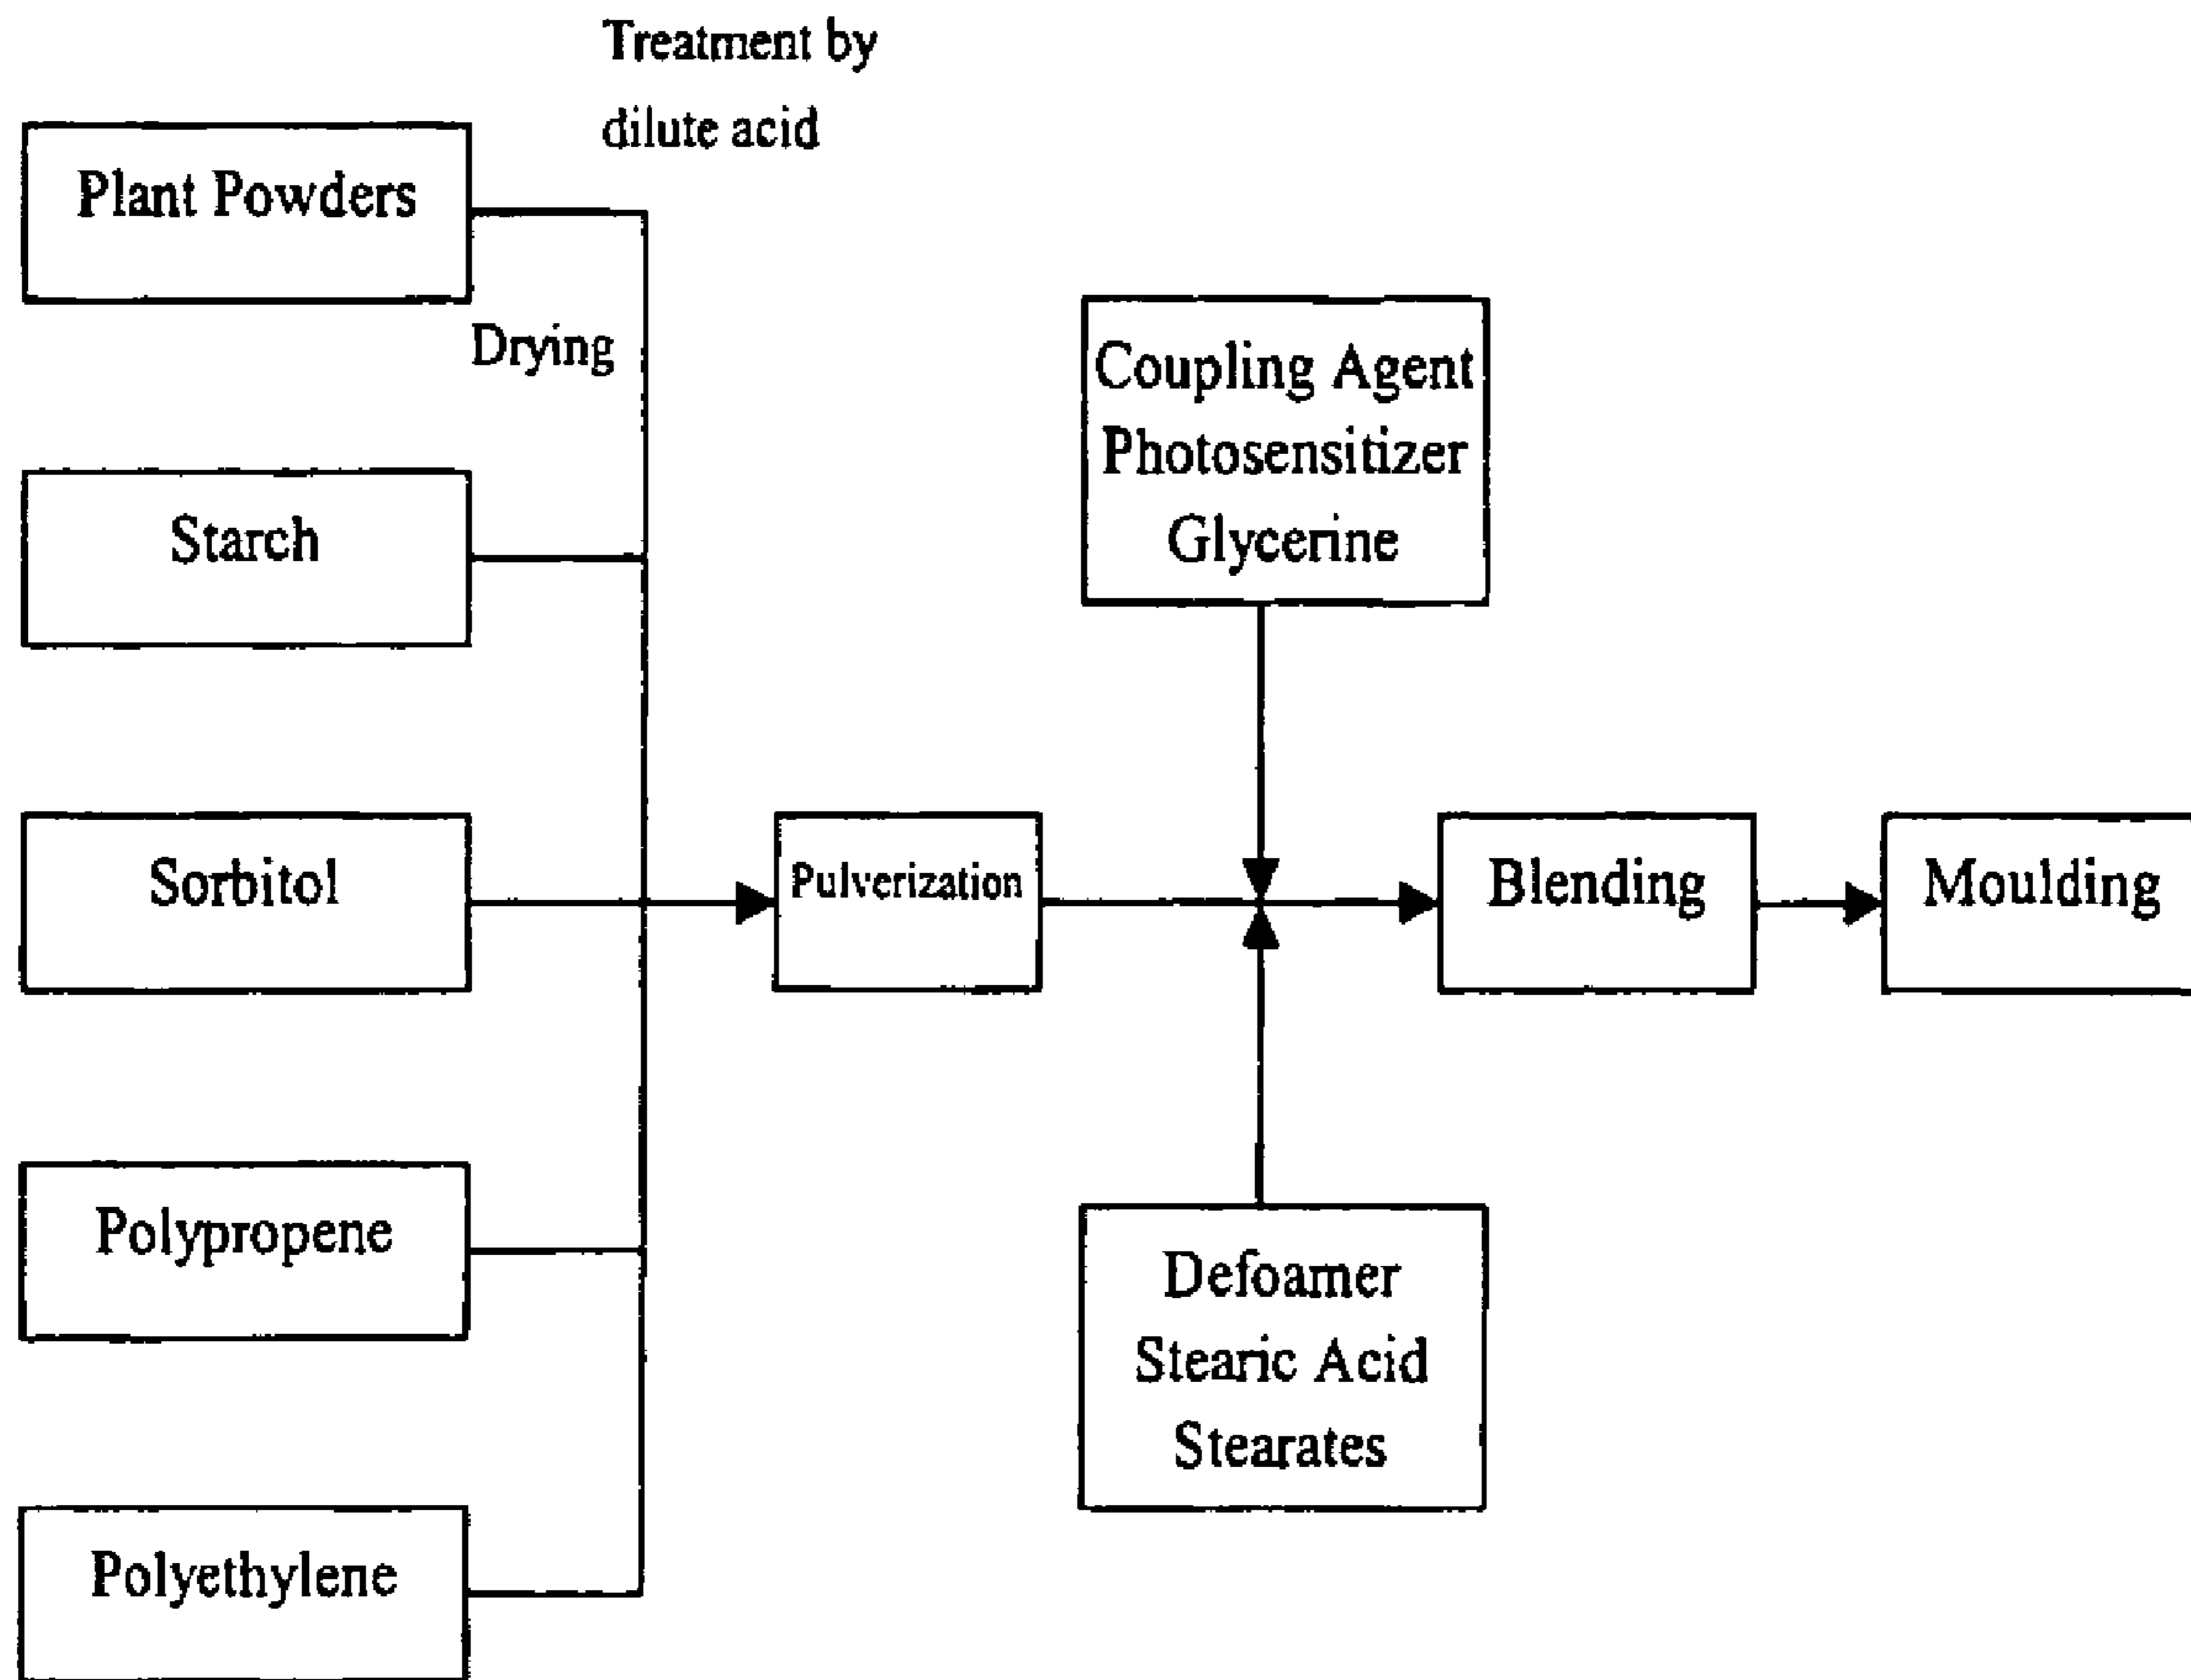 Treatment by
dilute acid
Plant Powders
Drying
Starch
Sorbitol
Polypropene
Polyethylene
Pulverization
Coupling Agent
Photosensitizer
Glycerine
Defoamer
Stearic Acid
Stearates
Blending
Moulding